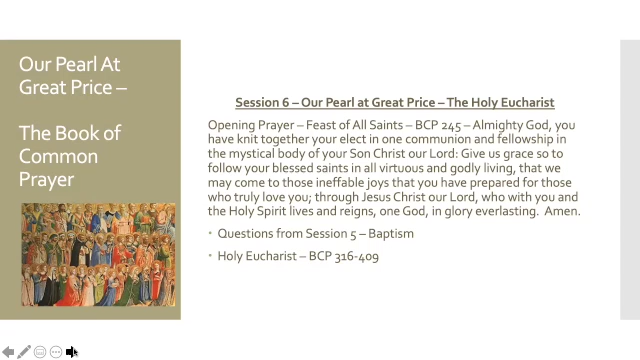 Our Pearl At
Great Price –
The Book of
Common
Prayer
Session 6 – Our Pearl at Great Price – The Holy Eucharist
Opening Prayer – Feast of All Saints – BCP 245 – Almighty God, you
have knit together your elect in one communion and fellowship in
the mystical body of your Son Christ our Lord: Give us grace so to
follow your blessed saints in all virtuous and godly living, that we
may come to those ineffable joys that you have prepared for those
who truly love you; through Jesus Christ our Lord, who with you and
the Holy Spirit lives and reigns, one God, in glory everlasting. Amen.
• Questions from Session 5 – Baptism
• Holy Eucharist – BCP 316-409